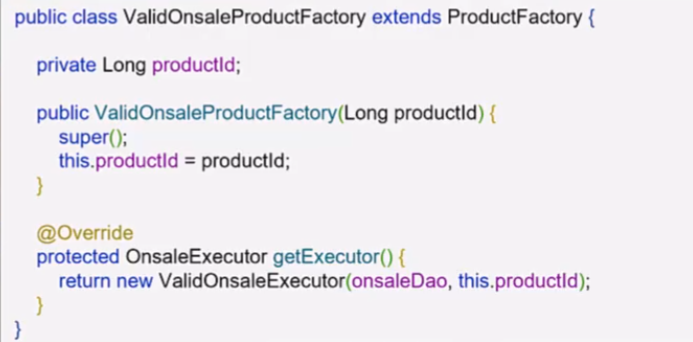 public class ValidOnsaleProductFactory extends ProductFactory {
private Long productId;
public ValidOnsaleProductFactory(Long productId) {
super();
this.productId = productId;
}
@Override
protected OnsaleExecutor getExecutor() {
return new ValidOnsaleExecutor(onsaleDao, this.productId);
}
}